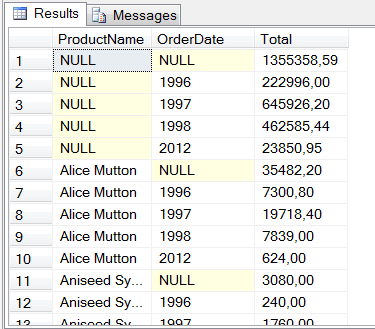 Results Messages
ProductName OrderDate Total
1 NULL NULL 1355358,59
2 NULL 1996 222996,00
3 NULL 1997 645926,20
4 NULL 1998 462585,44
5 NULL 2012 23850,95
6 Alice Mutton NULL 35482,20
7 Alice Mutton 1996 7300,80
8 Alice Mutton 1997 19718,40
9 Alice Mutton 1998 7839,00
10 Alice Mutton 2012 624,00
11 Aniseed Sy... NULL 3080,00
12 Aniseed Sy... 1996 240,00
13 Aniseed Sy... 1997 1760,00